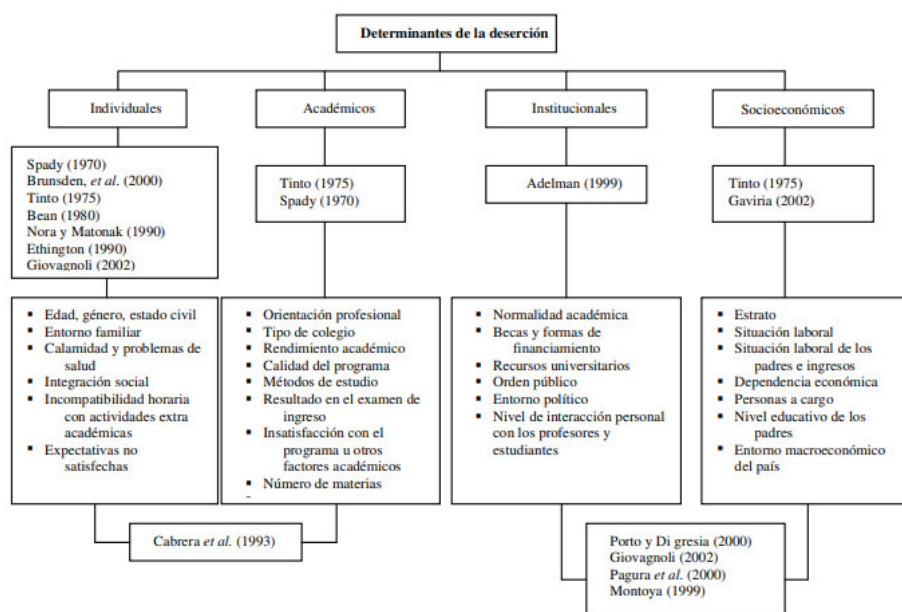 Determinantes de la deserción
Individuales
Académicos
Institucionales
Socioeconómicos
Spady (1970)
Brunsden, et al. (2000)
Tinto (1975)
Bean (1980)
Nora y Matonak (1990)
Ethington (1990)
Giovagnoli (2002)
Tinto (1975)
Spady (1970)
Adelman (1999)
Tinto (1975)
Gaviria (2002)
▪ Edad, género, estado civil
▪ Entorno familiar
▪ Calamidad y problemas de
salud
▪ Integración social
▪ Incompatibilidad horaria
con actividades extra
académicas
▪ Expectativas no
satisfechas
▪ Orientación profesional
▪ Tipo de colegio
▪ Rendimiento académico
▪ Calidad del programa
▪ Métodos de estudio
▪ Resultado en el examen de
ingreso
▪ Insatisfacción con el
programa u otros
factores académicos
▪ Número de materias
▪ Normalidad académica
▪ Becas y formas de
financiamiento
▪ Recursos universitarios
▪ Orden público
▪ Entorno político
▪ Nivel de interacción personal
con los profesores y
estudiantes
▪ Estrato
▪ Situación laboral
▪ Situación laboral de los
padres e ingresos
▪ Dependencia económica
▪ Personas a cargo
▪ Nivel educativo de los
padres
▪ Entorno macroeconómico
del país
Cabrera et al. (1993)
Porto y Di gresia (2000)
Giovagnoli (2002)
Pagura et al. (2000)
Montoya (1999)